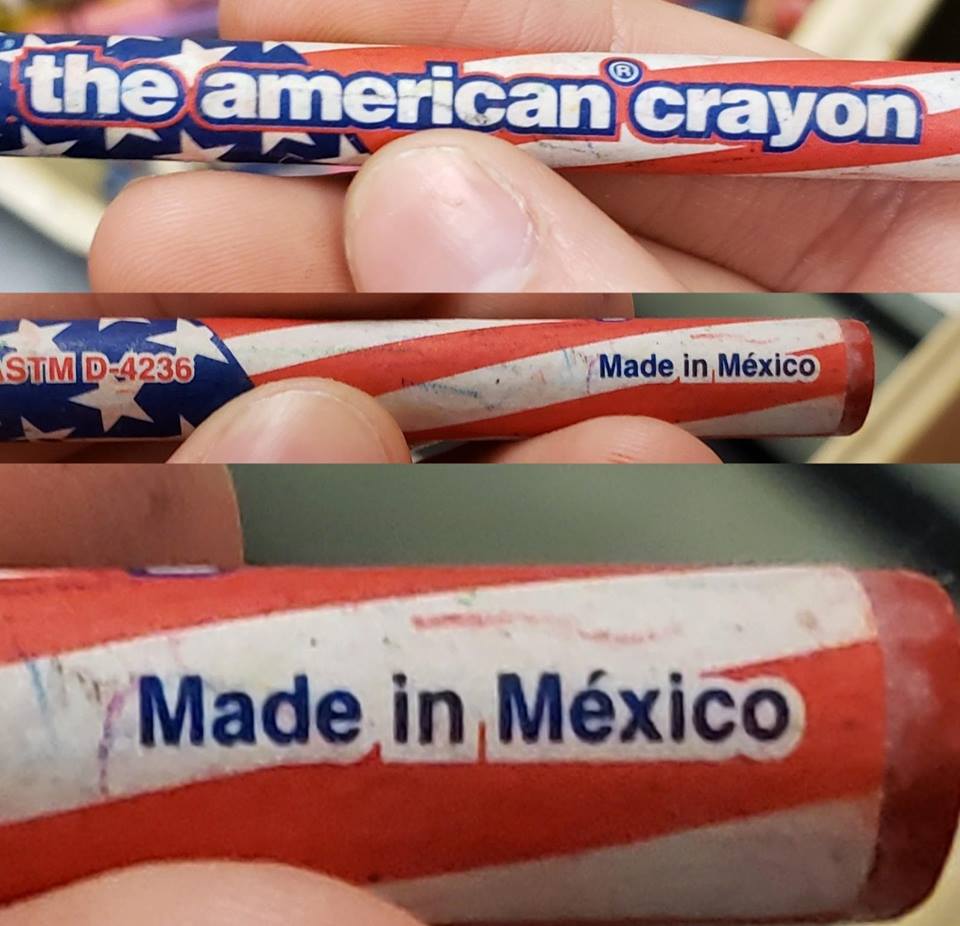 the american® crayon
ASTM D-4236
Made in México
Made in México